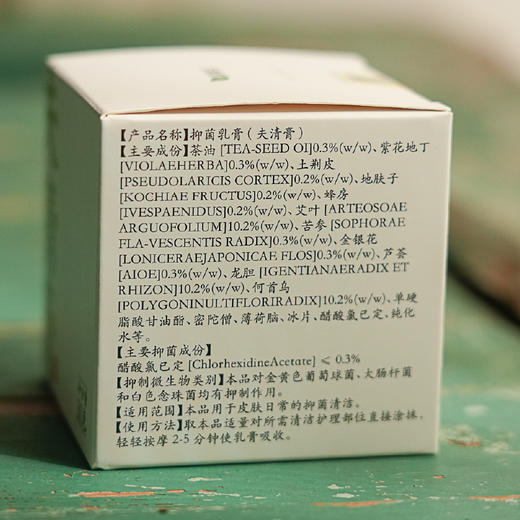 【产品名称】抑菌乳膏（夫清膏）
【主要成份】茶油 [TEA-SEED OI]0.3%(w/w)、紫花地丁
[VIOLAEHERBA]0.3%(w/w)、土荆皮
[PSEUDOLARICIS CORTEX]0.2%(w/w)、地肤子
[KOCHIAE FRUCTUS]0.2%(w/w)、蜂房
[IVESPAENIDUS]0.2%(w/w)、艾叶 [ARTEOSOAE
ARGUOFOLIUM]10.2%(w/w)、苦参 [SOPHORAE
FLA-VESCENTIS RADIX]0.3%(w/w)、金银花
[LONICERAEJAPONICAE FLOS]0.3%(w/w)、芦荟
[AIOE]0.3%(w/w)、龙胆 [IGENTIANAERADIX ET
RHIZON]10.2%(w/w)、何首乌
[POLYGONINULTIFLORIRADIX]10.2%(w/w)、单硬
脂酸甘油酯、密陀僧、薄荷脑、冰片、醋酸氯已定、纯化
水等。
【主要抑菌成份】
醋酸氯已定 [ChlorhexidineAcetate] ≤ 0.3%
【抑制微生物类别】本品对金黄色葡萄球菌、大肠杆菌
和白色念珠菌均有抑制作用。
【适用范围】本品用于皮肤日常的抑菌清洁。
【使用方法】取本品适量对所需清洁护理部位直接涂抹，
轻轻按摩 2-5 分钟使乳膏吸收。